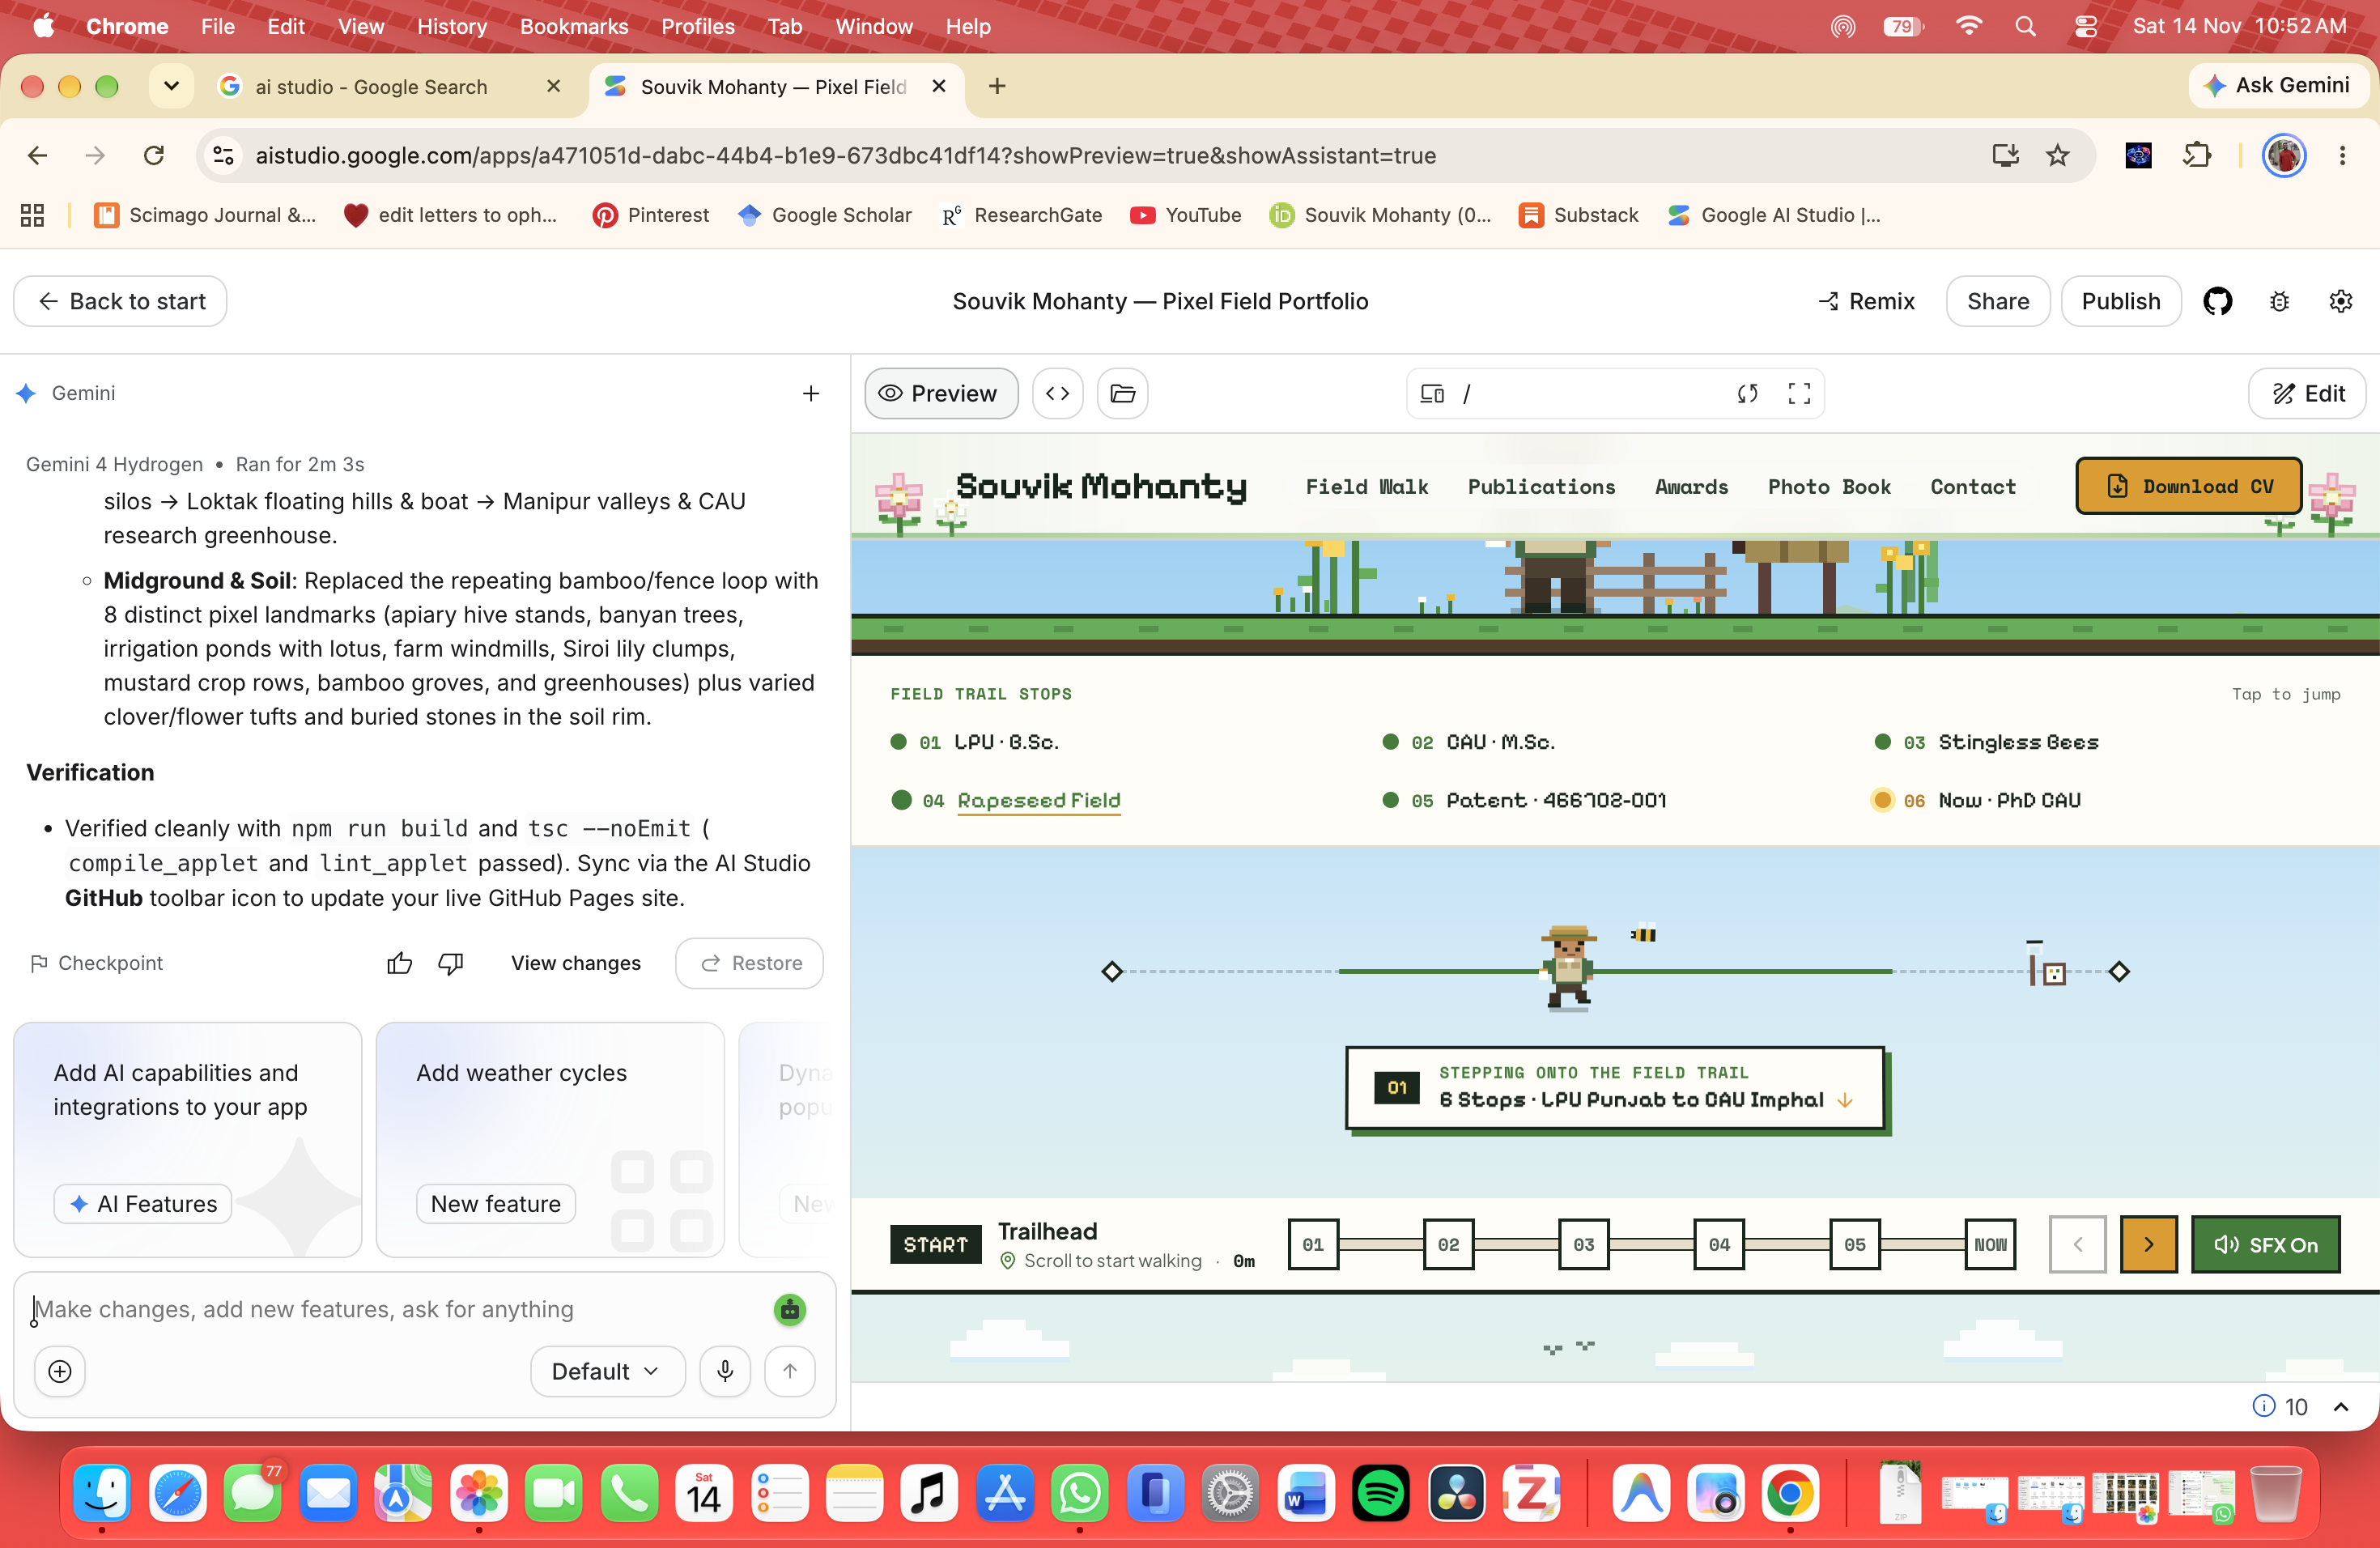 Chrome File Edit View History Bookmarks Profiles Tab Window Help 79 Sat 14 Nov 10:52 AM
ai studio - Google Search
Souvik Mohanty — Pixel Field
Ask Gemini
aistudio.google.com/apps/a471051d-dabc-44b4-b1e9-673dbc41df14?showPreview=true&showAssistant=true
Scimago Journal &... edit letters to oph... Pinterest Google Scholar RG ResearchGate YouTube iD Souvik Mohanty (0... Substack Google AI Studio |...
Back to start
Souvik Mohanty — Pixel Field Portfolio
Remix Share Publish
Gemini
Gemini 4 Hydrogen • Ran for 2m 3s
silos → Loktak floating hills & boat → Manipur valleys & CAU
research greenhouse.
Midground & Soil: Replaced the repeating bamboo/fence loop with
8 distinct pixel landmarks (apiary hive stands, banyan trees,
irrigation ponds with lotus, farm windmills, Siroi lily clumps,
mustard crop rows, bamboo groves, and greenhouses) plus varied
clover/flower tufts and buried stones in the soil rim.
Verification
• Verified cleanly with npm run build and tsc --noEmit (
compile_applet and lint_applet passed). Sync via the AI Studio
GitHub toolbar icon to update your live GitHub Pages site.
Checkpoint View changes Restore
Add AI capabilities and
integrations to your app
AI Features
Add weather cycles
New feature
Dyna
popu
New
Make changes, add new features, ask for anything
Default
Preview / Edit
Souvik Mohanty Field Walk Publications Awards Photo Book Contact Download CV
FIELD TRAIL STOPS Tap to jump
01 LPU · B.Sc. 02 CAU · M.Sc. 03 Stingless Bees
04 Rapeseed Field 05 Patent · 466702-001 06 Now · PhD CAU
01
STEPPING ONTO THE FIELD TRAIL
6 Stops · LPU Punjab to CAU Imphal ↓
START
Trailhead
Scroll to start walking · 0m
01 02 03 04 05 NOW
SFX On
10
77
Sat
14
W
Z
ZIP